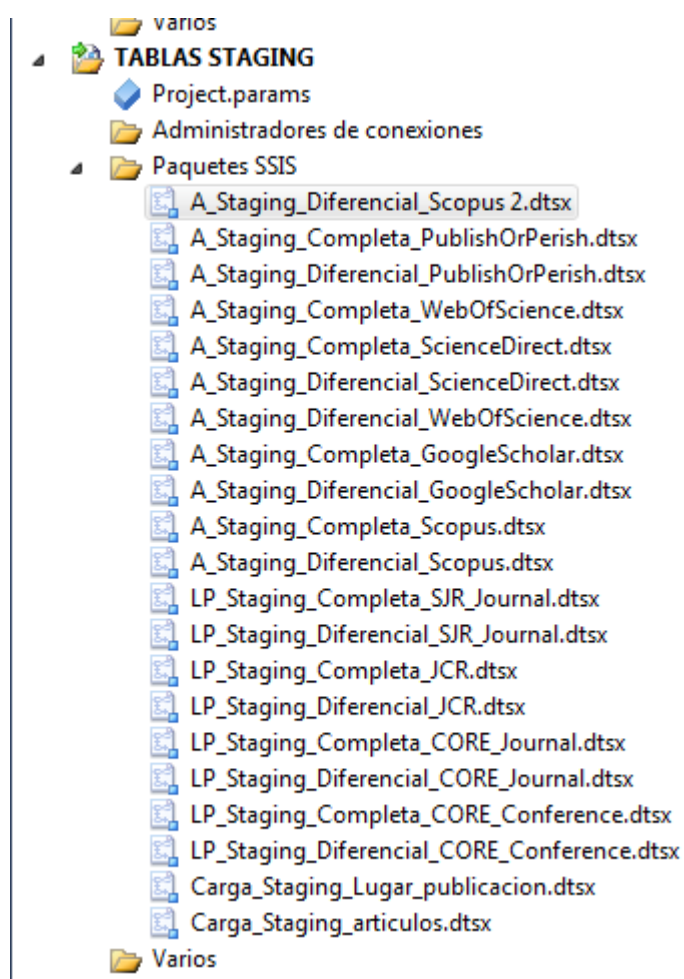 Varios
TABLAS STAGING
Project.params
Administradores de conexiones
Paquetes SSIS
A_Staging_Diferencial_Scopus 2.dtsx
A_Staging_Completa_PublishOrPerish.dtsx
A_Staging_Diferencial_PublishOrPerish.dtsx
A_Staging_Completa_WebOfScience.dtsx
A_Staging_Completa_ScienceDirect.dtsx
A_Staging_Diferencial_ScienceDirect.dtsx
A_Staging_Diferencial_WebOfScience.dtsx
A_Staging_Completa_GoogleScholar.dtsx
A_Staging_Diferencial_GoogleScholar.dtsx
A_Staging_Completa_Scopus.dtsx
A_Staging_Diferencial_Scopus.dtsx
LP_Staging_Completa_SJR_Journal.dtsx
LP_Staging_Diferencial_SJR_Journal.dtsx
LP_Staging_Completa_JCR.dtsx
LP_Staging_Diferencial_JCR.dtsx
LP_Staging_Completa_CORE_Journal.dtsx
LP_Staging_Diferencial_CORE_Journal.dtsx
LP_Staging_Completa_CORE_Conference.dtsx
LP_Staging_Diferencial_CORE_Conference.dtsx
Carga_Staging_Lugar_publicacion.dtsx
Carga_Staging_articulos.dtsx
Varios